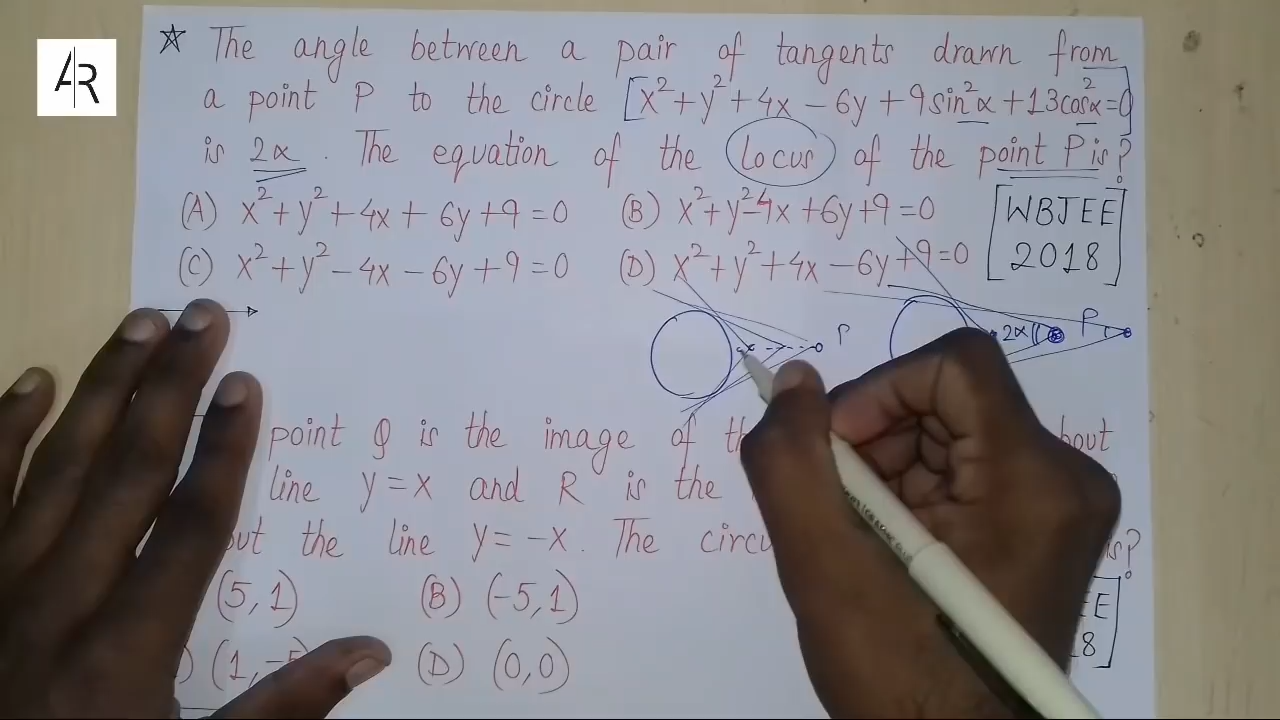 AR
☆ The angle between a pair of tangents drawn from
a point P to the circle [x²+y²+4x-6y+9sin²α+13cos²α=0]
is 2α. The equation of the locus of the point P is?
(A) x²+y²+4x+6y+9=0 (B) x²+y²-4x+6y+9=0
(C) x²+y²-4x-6y+9=0 (D) x²+y²+4x-6y+9=0
[WBJEE 2018]
P 2α P
point Q is the image of
line y=x and R is the
the line y=-x. The
(5,1) (B) (-5,1)
(D) (0,0)